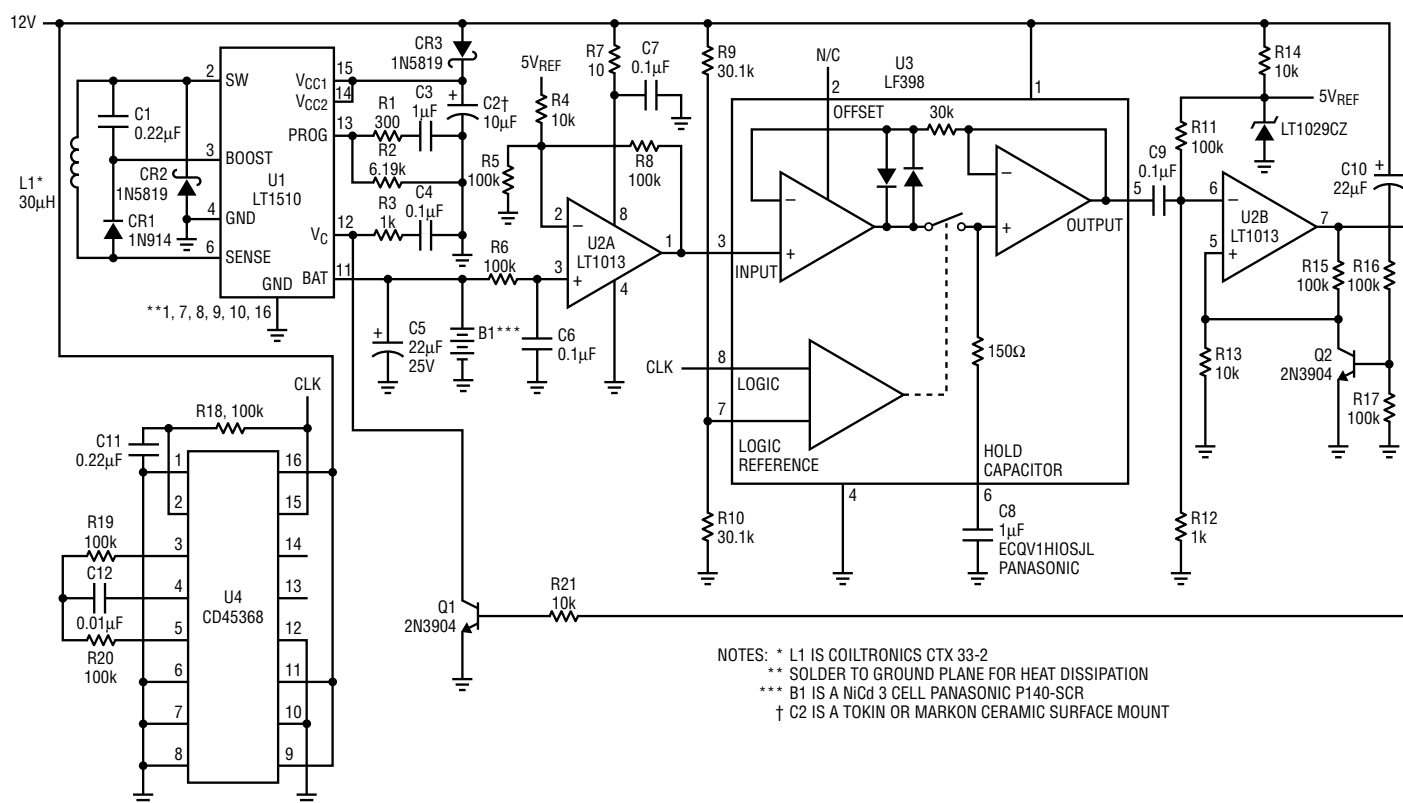 12V
CR3
1N5819
R7
10
C7
0.1µF
R9
30.1k
N/C
U3
LF398
R14
10k
5VREF
LT1029CZ
2
SW
VCC1
15
VCC2
14
C1
0.22µF
PROG
13
R1
300
C3
1µF
C2†
10µF
+
5VREF
R4
10k
R5
100k
R8
100k
2
OFFSET
30k
1
R11
100k
C9
0.1µF
C10
22µF
+
3
BOOST
R2
6.19k
L1*
30µH
CR2
1N5819
U1
LT1510
C4
0.1µF
R3
1k
4
GND
VC
12
CR1
1N914
6
SENSE
BAT
11
GND
**1, 7, 8, 9, 10, 16
R6
100k
2
−
8
U2A
LT1013
3
+
4
1
3
INPUT
−
+
−
+
OUTPUT
5
6
−
U2B
LT1013
5
+
7
R15
100k
R16
100k
+
C5
22µF
25V
B1***
C6
0.1µF
150Ω
R13
10k
Q2
2N3904
R17
100k
CLK
8
LOGIC
7
LOGIC
REFERENCE
HOLD
CAPACITOR
4
6
R10
30.1k
C8
1µF
ECQV1HIOSJL
PANASONIC
R12
1k
CLK
R18, 100k
C11
0.22µF
1
16
2
15
R19
100k
3
14
C12
0.01µF
4
13
U4
CD45368
5
12
R20
100k
6
11
7
10
8
9
Q1
2N3904
R21
10k
NOTES: * L1 IS COILTRONICS CTX 33-2
** SOLDER TO GROUND PLANE FOR HEAT DISSIPATION
*** B1 IS A NiCd 3 CELL PANASONIC P140-SCR
† C2 IS A TOKIN OR MARKON CERAMIC SURFACE MOUNT